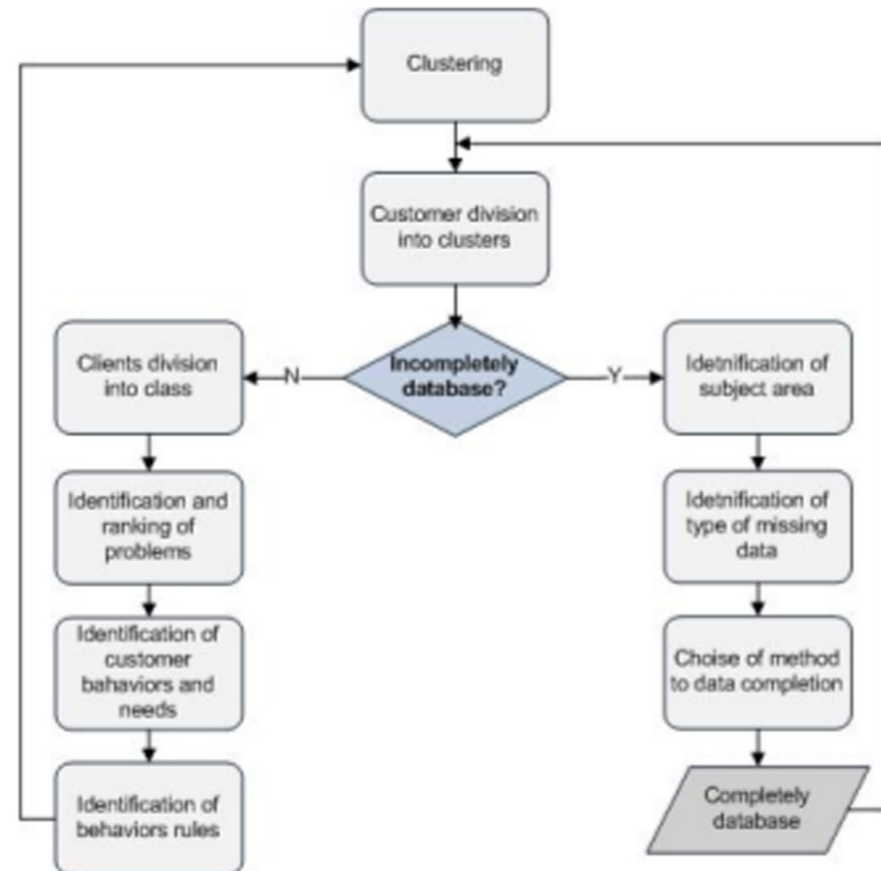 Clustering
Customer division
into clusters
Incompletely
database?
N
Y
Clients division
into class
Identification and
ranking of
problems
Identification of
customer
bahaviors and
needs
Identification of
behaviors rules
Idetnification of
subject area
Idetnification of
type of missing
data
Choise of method
to data completion
Completely
database